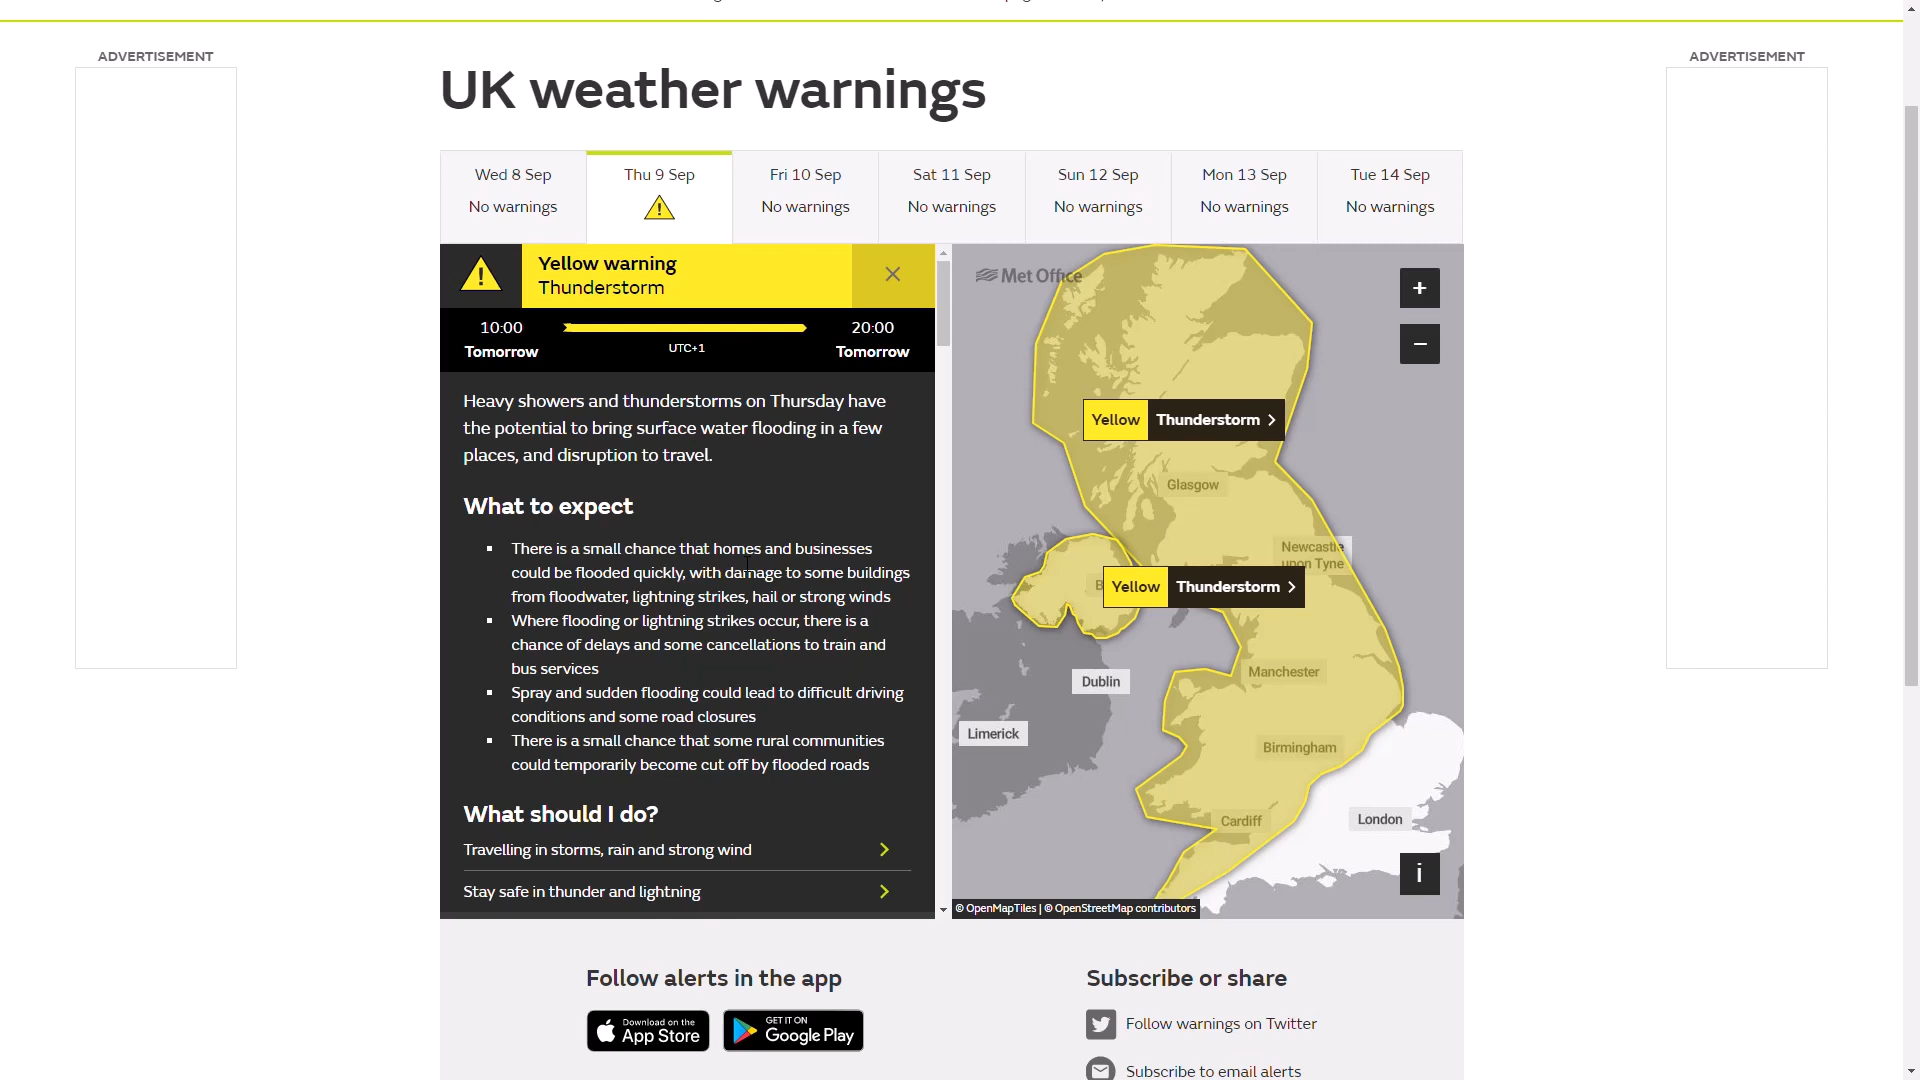 ADVERTISEMENT
ADVERTISEMENT
UK weather warnings
Wed 8 Sep
No warnings
Thu 9 Sep
Fri 10 Sep
No warnings
Sat 11 Sep
No warnings
Sun 12 Sep
No warnings
Mon 13 Sep
No warnings
Tue 14 Sep
No warnings
Yellow warning
Thunderstorm
10:00
Tomorrow
UTC+1
20:00
Tomorrow
Heavy showers and thunderstorms on Thursday have
the potential to bring surface water flooding in a few
places, and disruption to travel.
What to expect
There is a small chance that homes and businesses
could be flooded quickly, with damage to some buildings
from floodwater, lightning strikes, hail or strong winds
Where flooding or lightning strikes occur, there is a
chance of delays and some cancellations to train and
bus services
Spray and sudden flooding could lead to difficult driving
conditions and some road closures
There is a small chance that some rural communities
could temporarily become cut off by flooded roads
What should I do?
Travelling in storms, rain and strong wind
Stay safe in thunder and lightning
Met Office
+
−
Yellow Thunderstorm
Glasgow
Newcastle
upon Tyne
Yellow Thunderstorm
Manchester
Dublin
Limerick
Birmingham
Cardiff
London
i
© OpenMapTiles | © OpenStreetMap contributors
Follow alerts in the app
Download on the
App Store
GET IT ON
Google Play
Subscribe or share
Follow warnings on Twitter
Subscribe to email alerts